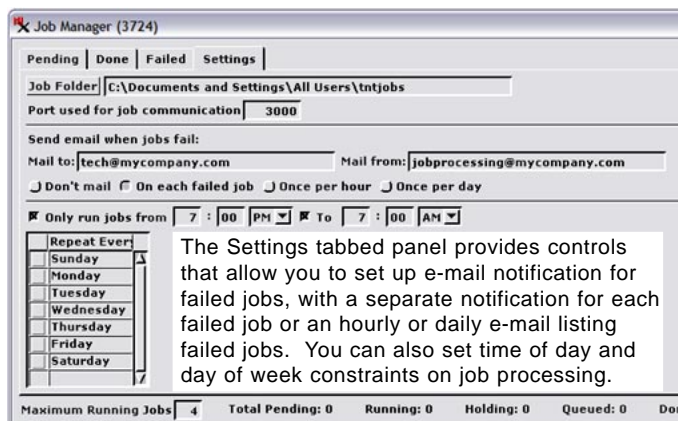 Job Manager (3724)
Pending Done Failed Settings
Job Folder C:\Documents and Settings\All Users\tntjobs
Port used for job communication 3000
Send email when jobs fail:
Mail to: tech@mycompany.com Mail from: jobprocessing@mycompany.com
Don't mail On each failed job Once per hour Once per day
Only run jobs from 7 : 00 PM To 7 : 00 AM
Repeat Every
Sunday
Monday
Tuesday
Wednesday
Thursday
Friday
Saturday
The Settings tabbed panel provides controls
that allow you to set up e-mail notification for
failed jobs, with a separate notification for each
failed job or an hourly or daily e-mail listing
failed jobs. You can also set time of day and
day of week constraints on job processing.
Maximum Running Jobs 4 Total Pending: 0 Running: 0 Holding: 0 Queued: 0 Do